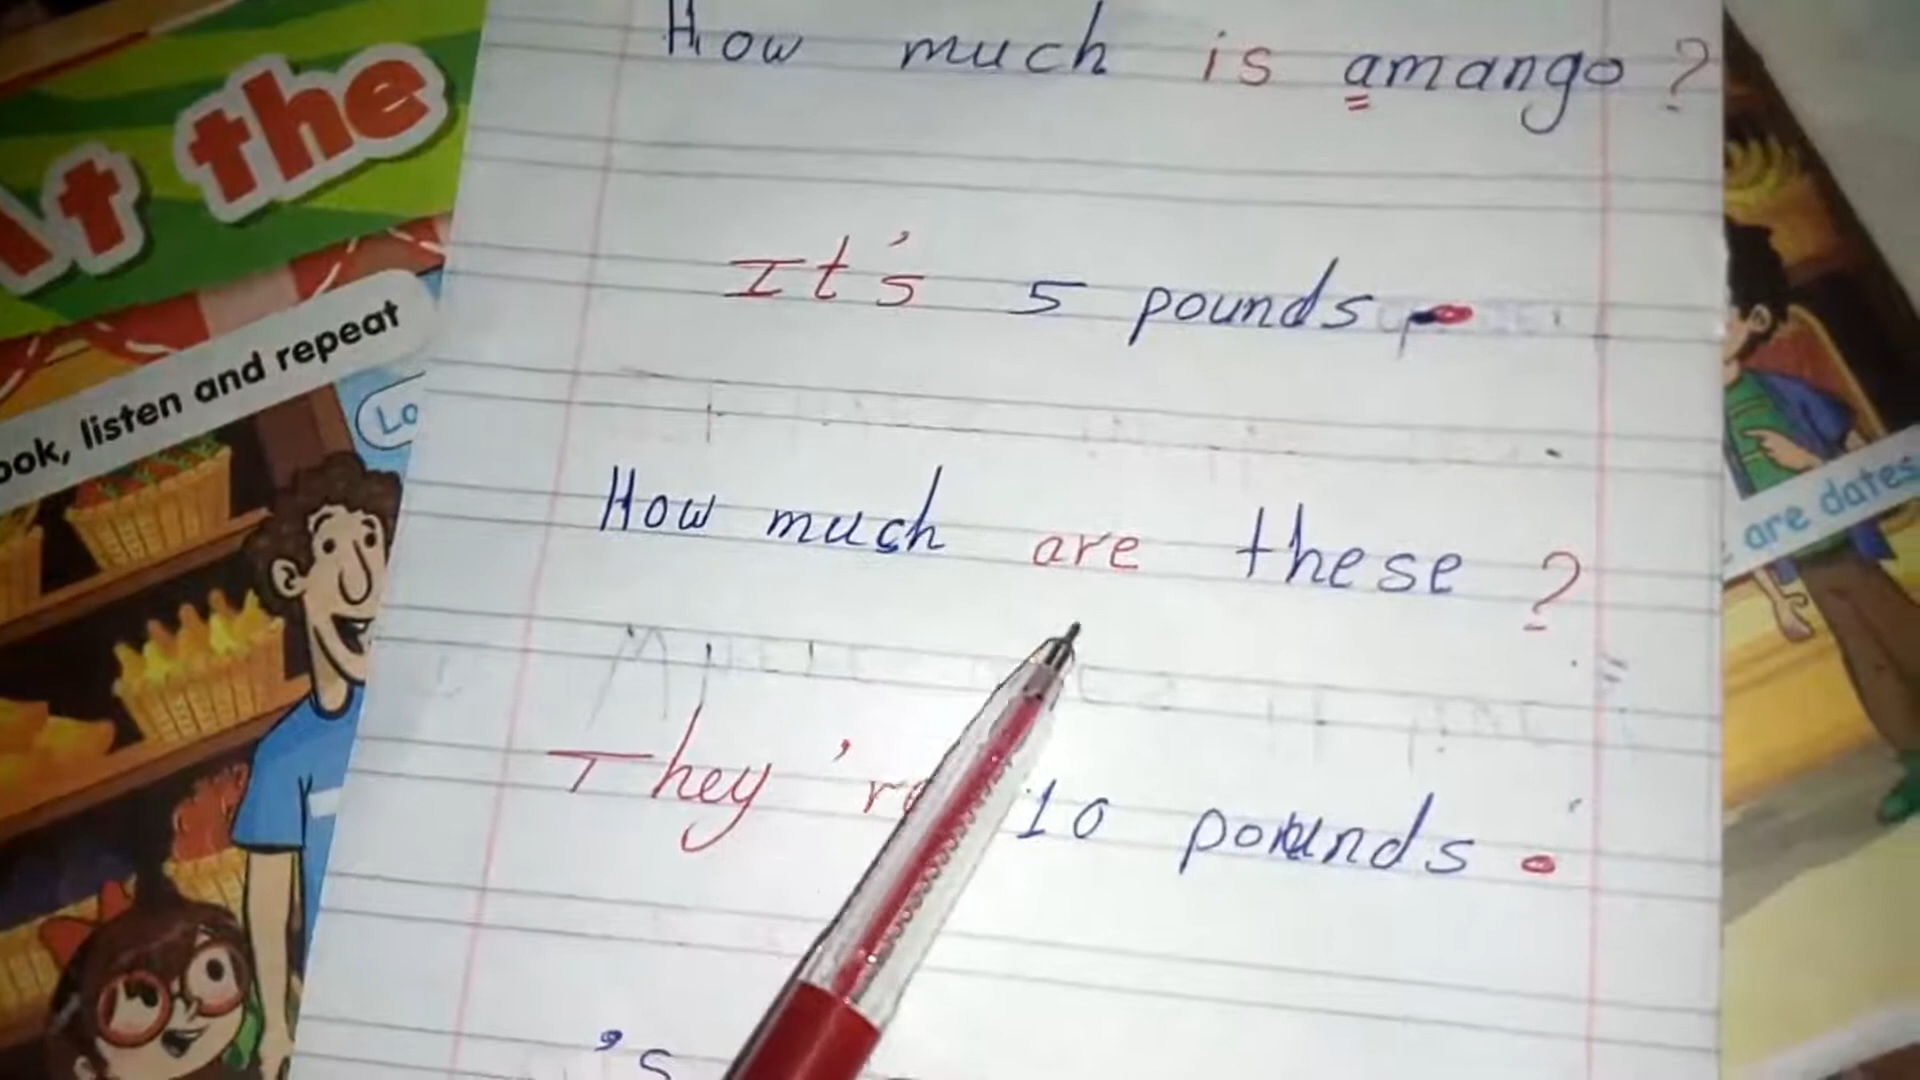 At the
ook, listen and repeat
Lo
How much is amango?
It's 5 pounds.
How much are these?
They're 10 pounds.
's
are dates